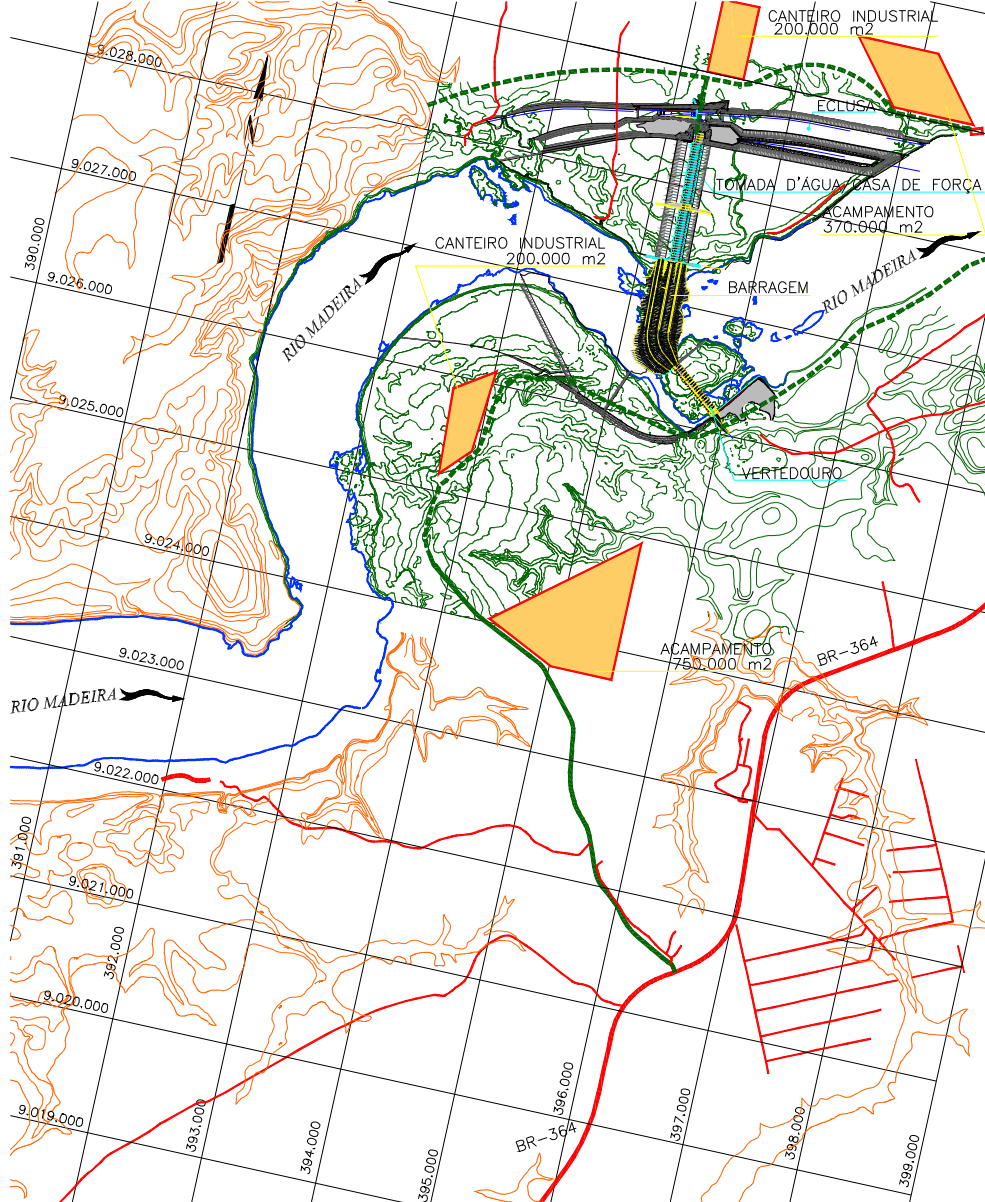 CANTEIRO INDUSTRIAL
200.000 m2
9.028.000
ECLUSA
9.027.000
TOMADA D'ÁGUA/CASA DE FORÇA
ACAMPAMENTO
370.000 m2
390.000
CANTEIRO INDUSTRIAL
200.000 m2
9.026.000
RIO MADEIRA
RIO MADEIRA
BARRAGEM
9.025.000
VERTEDOURO
9.024.000
9.023.000
ACAMPAMENTO
750.000 m2
BR-364
RIO MADEIRA
9.022.000
391.000
9.021.000
392.000
9.020.000
9.019.000
393.000
394.000
395.000
396.000
397.000
398.000
399.000
BR-364